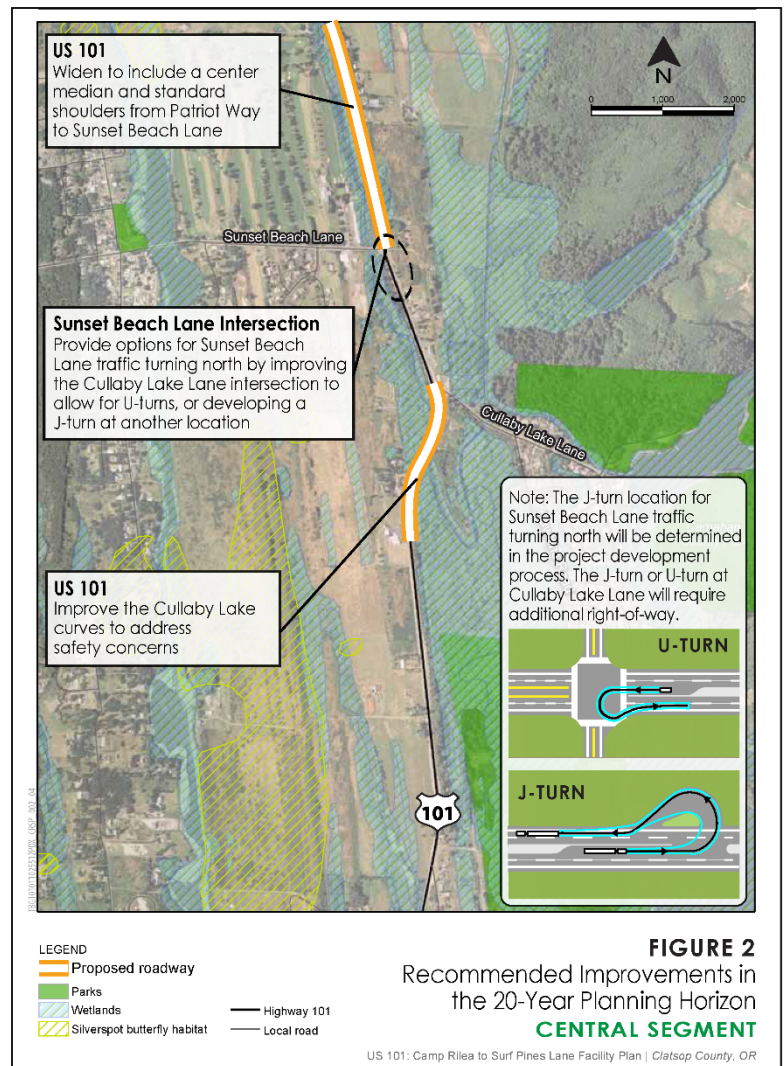 US 101
Widen to include a center
median and standard
shoulders from Patriot Way
to Sunset Beach Lane
N
0 1,000 2,000
Sunset Beach Lane
Sunset Beach Lane Intersection
Provide options for Sunset Beach
Lane traffic turning north by improving
the Cullaby Lake Lane intersection to
allow for U-turns, or developing a
J-turn at another location
Cullaby Lake Lane
Note: The J-turn location for
Sunset Beach Lane traffic
turning north will be determined
in the project development
process. The J-turn or U-turn at
Cullaby Lake Lane will require
additional right-of-way.
US 101
Improve the Cullaby Lake
curves to address
safety concerns
U-TURN
J-TURN
101
LEGEND
Proposed roadway
Parks
Wetlands
Silverspot butterfly habitat
Highway 101
Local road
FIGURE 2
Recommended Improvements in
the 20-Year Planning Horizon
CENTRAL SEGMENT
US 101: Camp Rilea to Surf Pines Lane Facility Plan | Clatsop County, OR